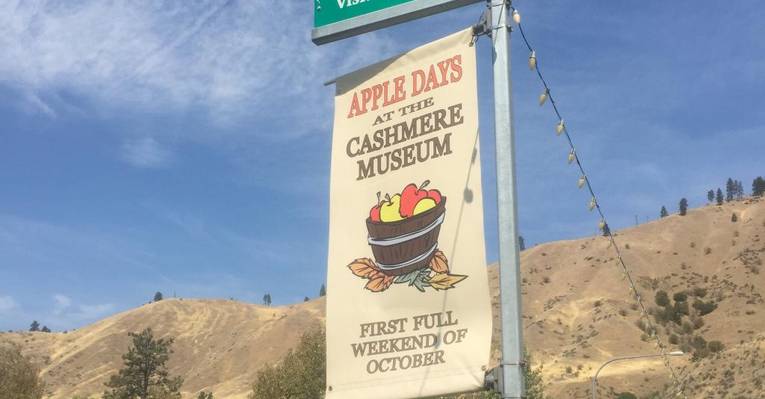 APPLE DAYS
AT THE
CASHMERE
MUSEUM
FIRST FULL
WEEKEND OF
OCTOBER